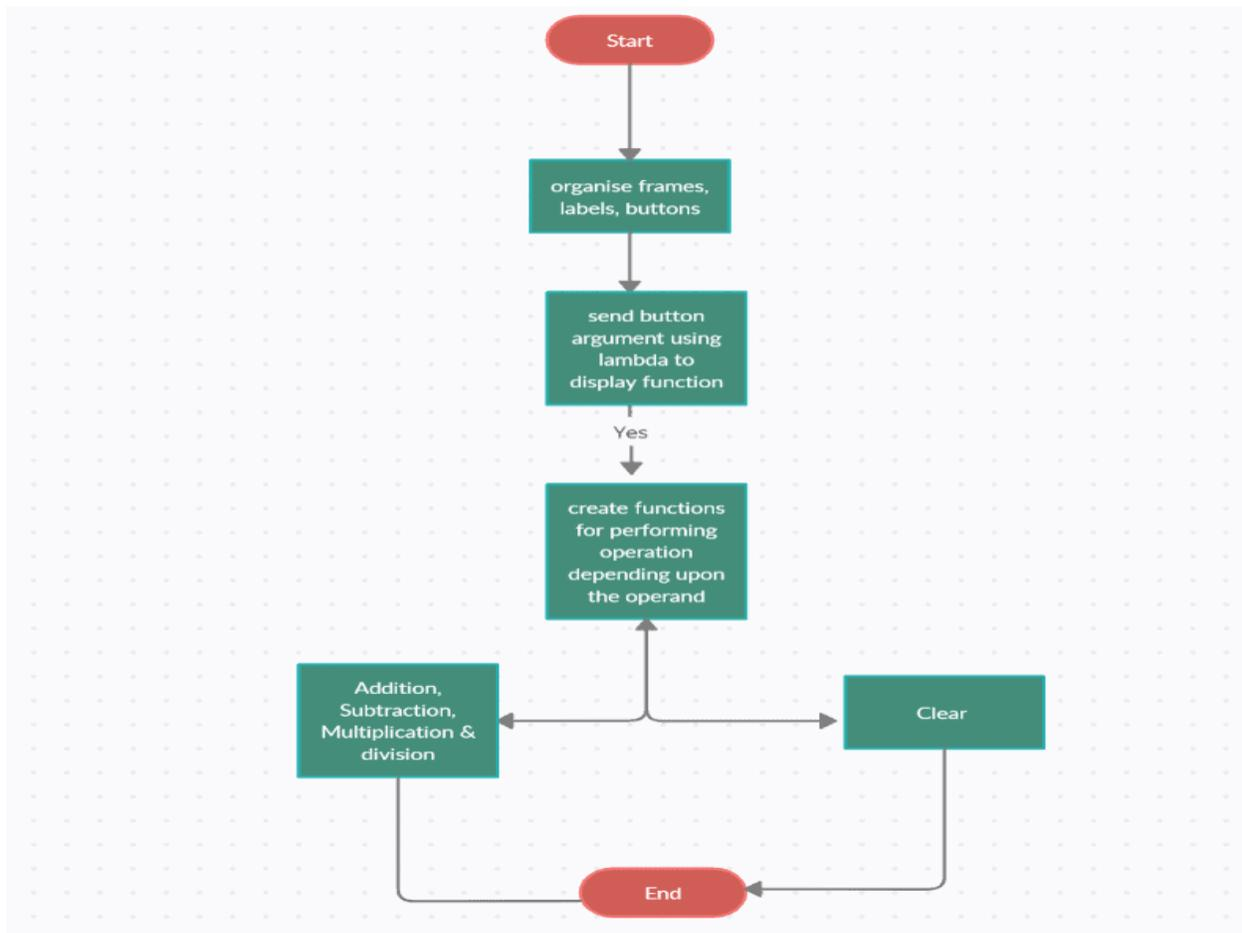 Start
organise frames,
labels, buttons
send button
argument using
lambda to
display function
Yes
create functions
for performing
operation
depending upon
the operand
Addition,
Subtraction,
Multiplication &
division
Clear
End